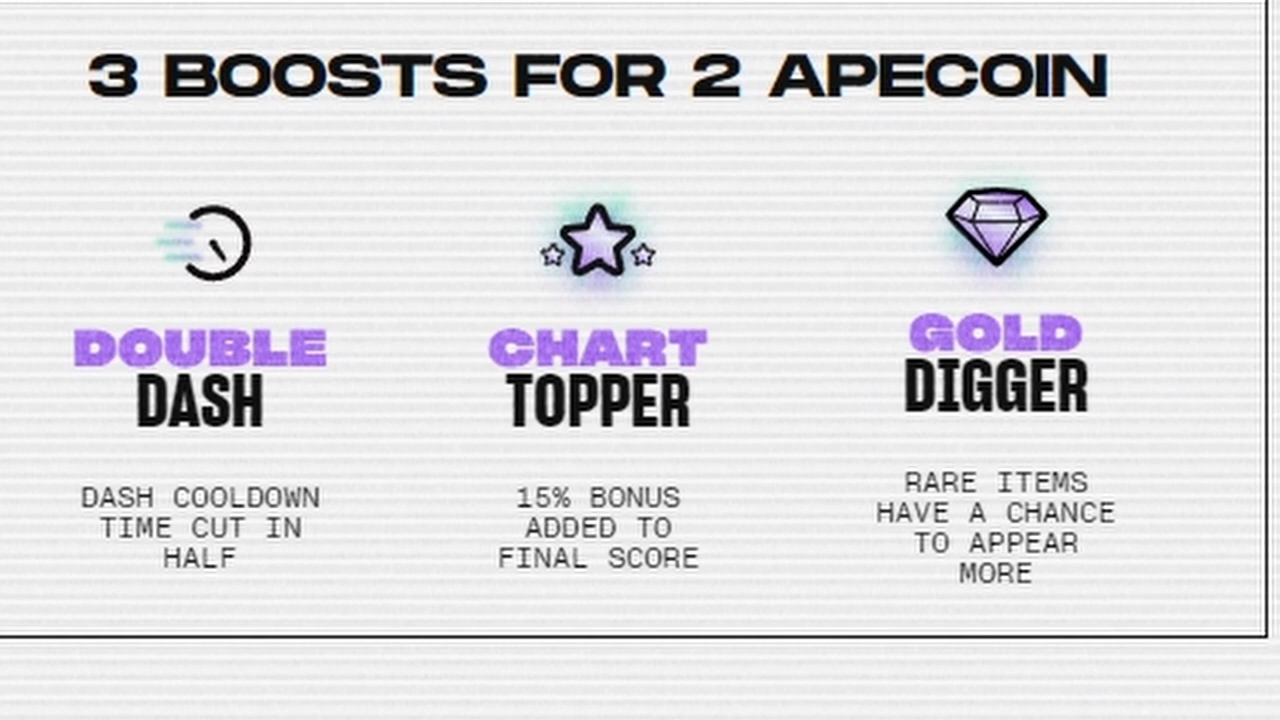 3 BOOSTS FOR 2 APECOIN
DOUBLE
DASH
DASH COOLDOWN
TIME CUT IN
HALF
CHART
TOPPER
15% BONUS
ADDED TO
FINAL SCORE
GOLD
DIGGER
RARE ITEMS
HAVE A CHANCE
TO APPEAR
MORE